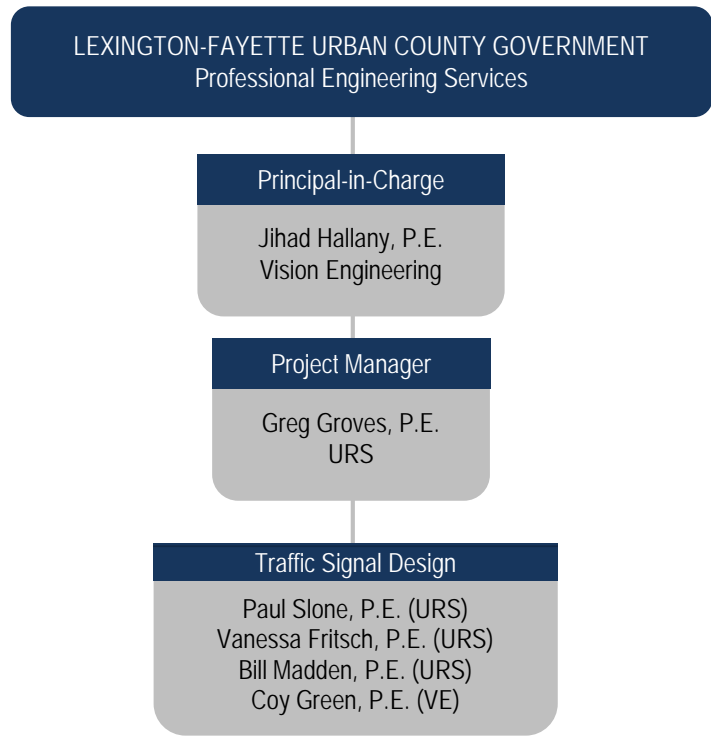 LEXINGTON-FAYETTE URBAN COUNTY GOVERNMENT
Professional Engineering Services
Principal-in-Charge
Jihad Hallany, P.E.
Vision Engineering
Project Manager
Greg Groves, P.E.
URS
Traffic Signal Design
Paul Slone, P.E. (URS)
Vanessa Fritsch, P.E. (URS)
Bill Madden, P.E. (URS)
Coy Green, P.E. (VE)